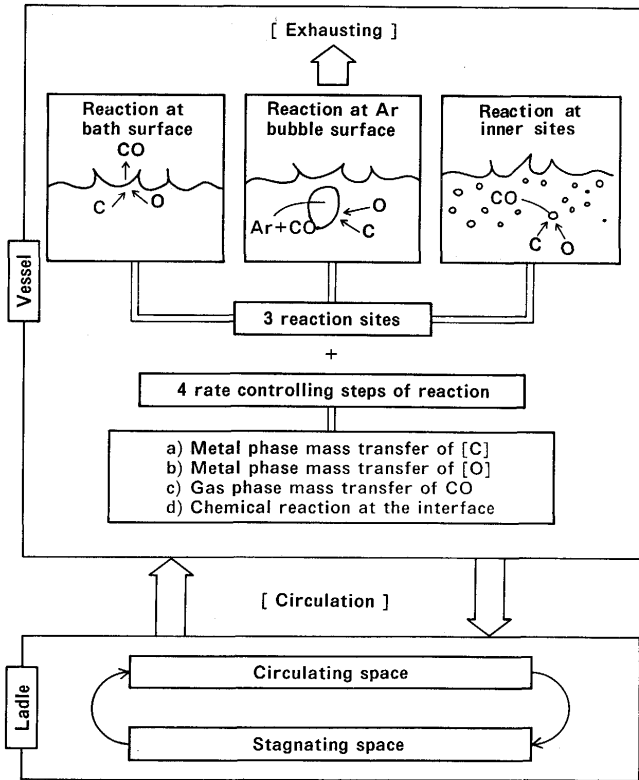 [ Exhausting ]
Reaction at
bath surface
CO
C
O
Reaction at Ar
bubble surface
O
Ar+CO
C
Reaction at
inner sites
CO
C
O
Vessel
3 reaction sites
+
4 rate controlling steps of reaction
a) Metal phase mass transfer of [C]
b) Metal phase mass transfer of [O]
c) Gas phase mass transfer of CO
d) Chemical reaction at the interface
[ Circulation ]
Ladle
Circulating space
Stagnating space